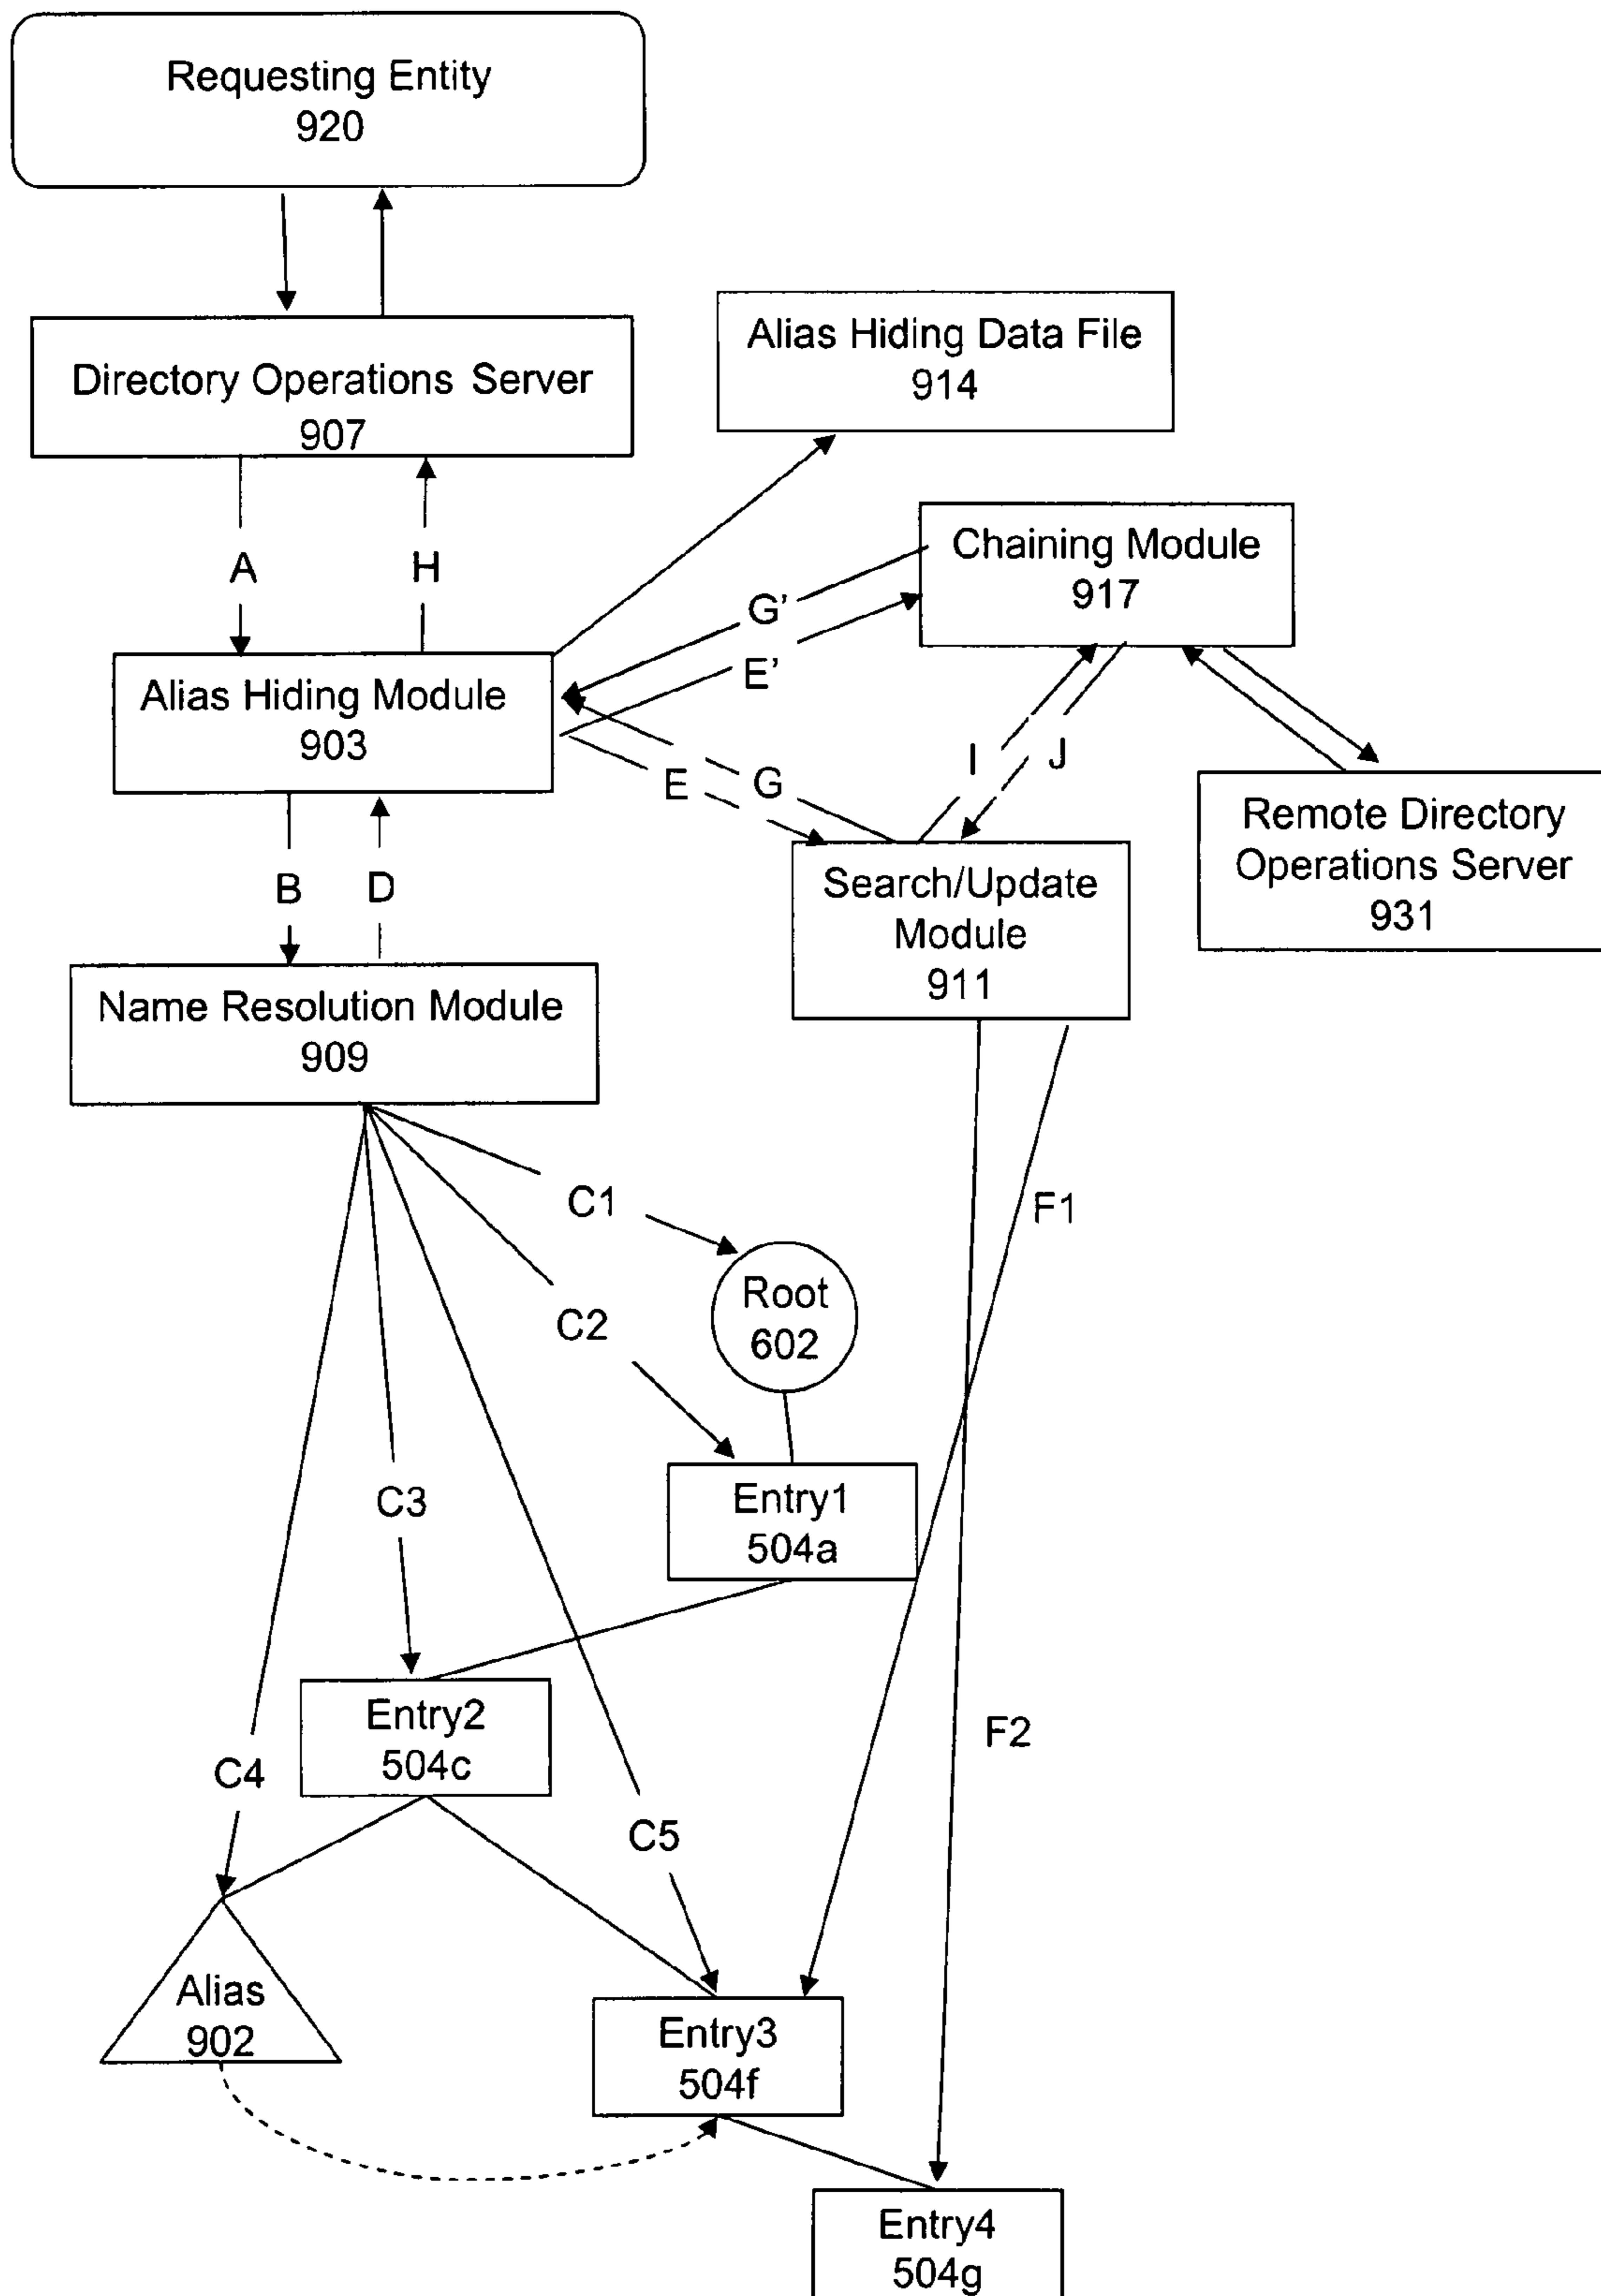 Requesting Entity
920
Directory Operations Server
907
Alias Hiding Data File
914
A
H
Chaining Module
917
G’
E’
Alias Hiding Module
903
I
J
E
G
Remote Directory
Operations Server
931
B
D
Search/Update
Module
911
Name Resolution Module
909
C1
F1
C2
Root
602
C3
Entry1
504a
Entry2
504c
F2
C4
C5
Alias
902
Entry3
504f
Entry4
504g